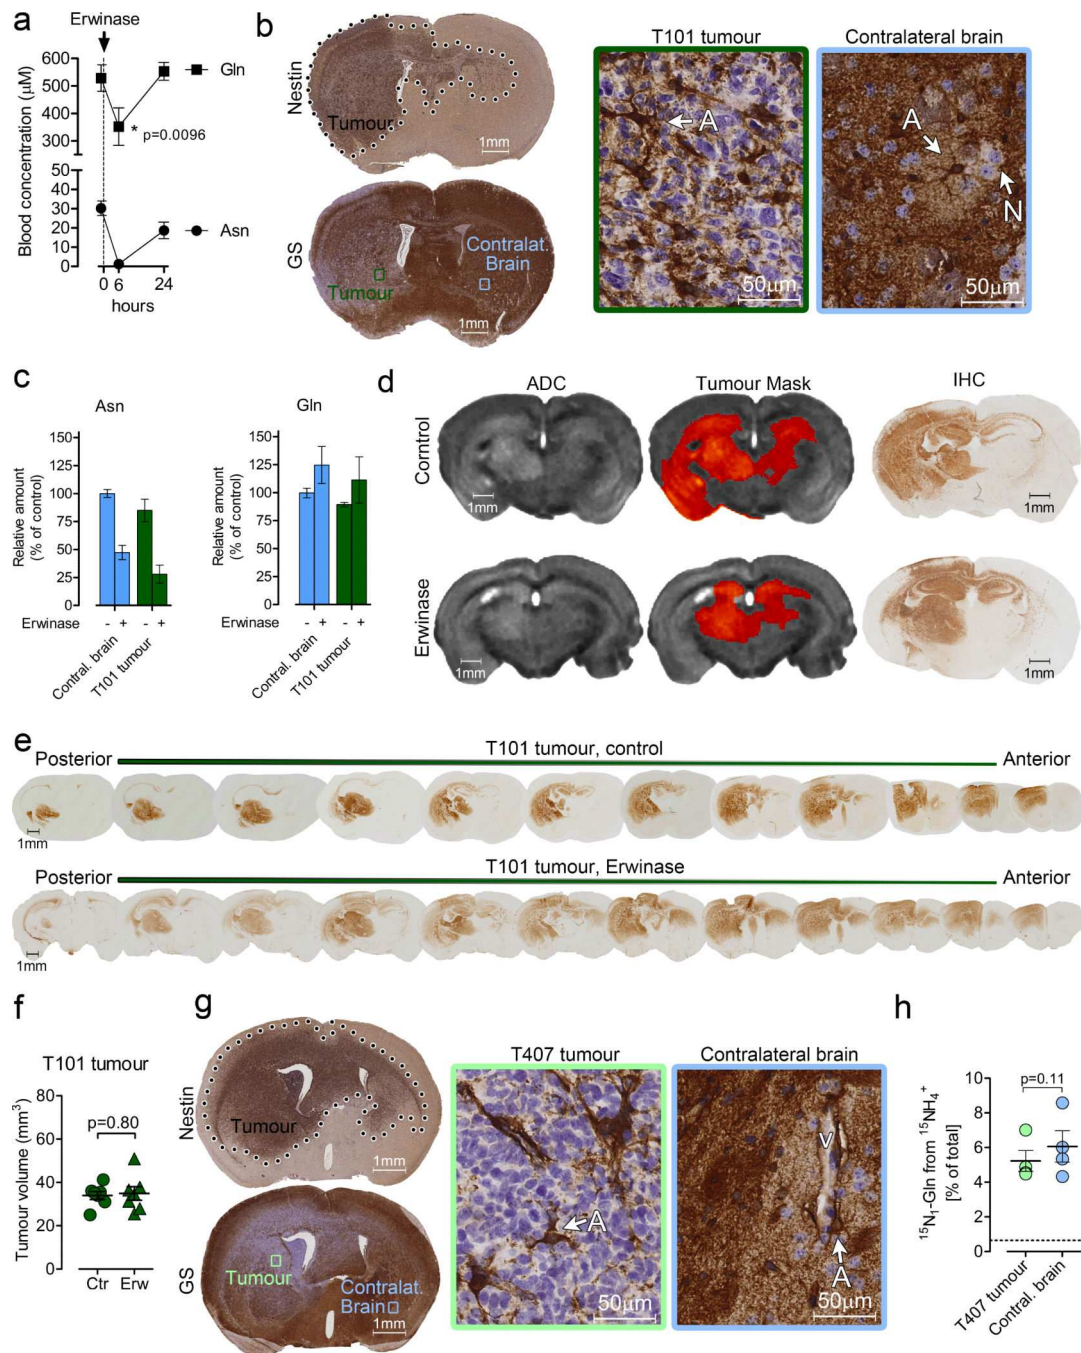 a
Erwinase
Blood concentration (µM)
600
500
400
300
50
40
30
20
10
0
Gln
* p=0.0096
Asn
0 6 24
hours
b
Nestin
Tumour
1mm
GS
Tumour
Contralat.
Brain
1mm
T101 tumour
A
50µm
Contralateral brain
A
N
50µm
c
Asn
Relative amount
(% of control)
150
125
100
75
50
25
0
Erwinase - + - +
Contral. brain
T101 tumour
Gln
Relative amount
(% of control)
150
125
100
75
50
25
0
Erwinase - + - +
Contral. brain
T101 tumour
d
ADC
Tumour Mask
IHC
Corntrol
1mm
1mm
Erwinase
1mm
1mm
e
T101 tumour, control
Posterior
Anterior
1mm
T101 tumour, Erwinase
Posterior
Anterior
1mm
f
T101 tumour
Tumour volume (mm³)
80
60
40
20
0
p=0.80
Ctr Erw
g
Nestin
Tumour
1mm
GS
Tumour
Contralat.
Brain
1mm
T407 tumour
A
50µm
Contralateral brain
V
A
50µm
h
¹⁵N₁-Gln from ¹⁵NH₄⁺
[% of total]
10
8
6
4
2
0
p=0.11
T407 tumour
Contral. brain